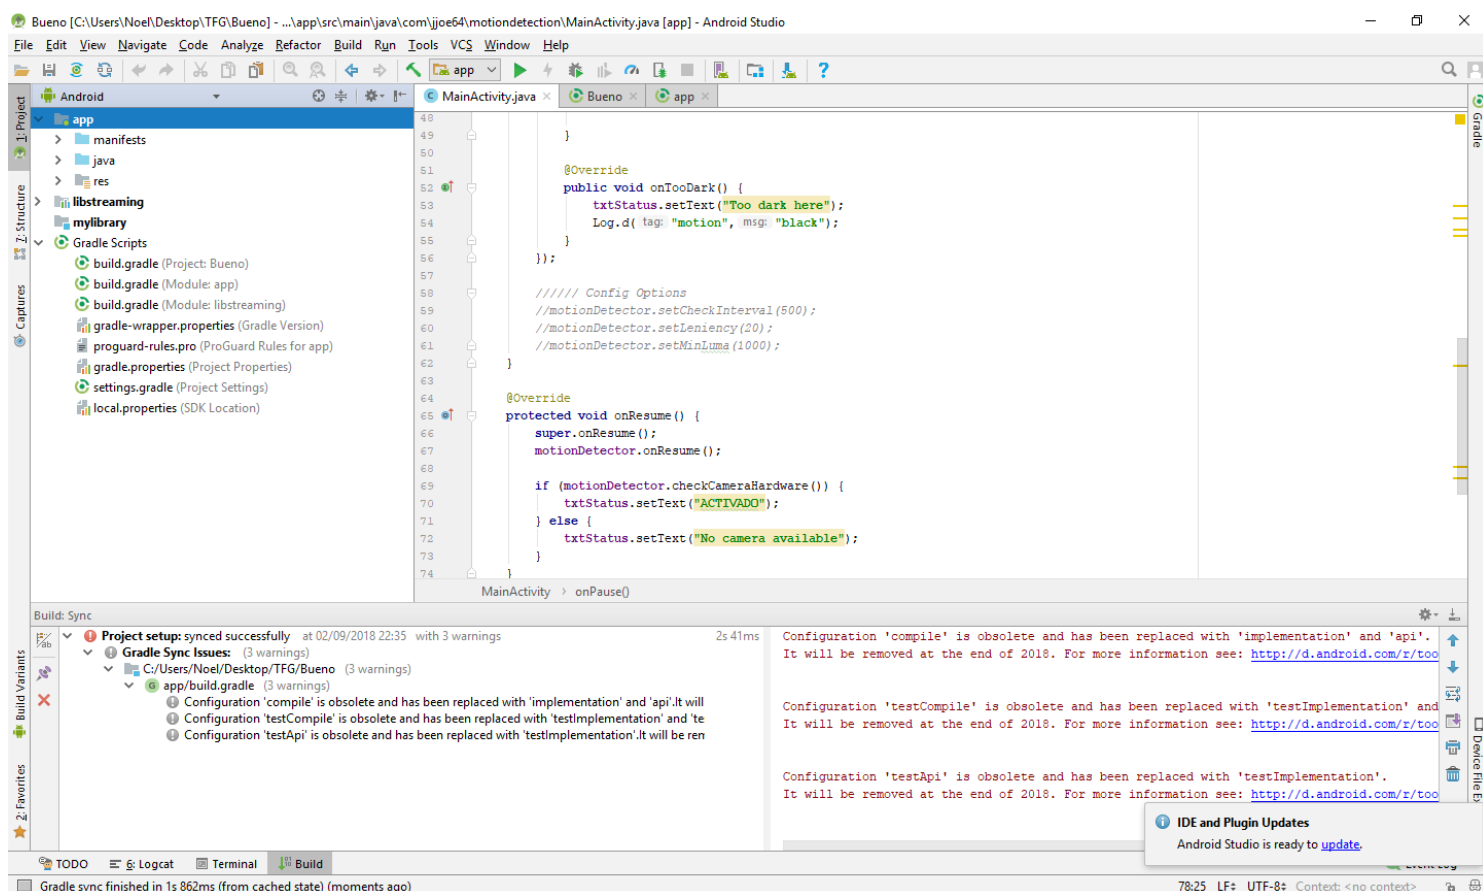 Bueno [C:\Users\Noel\Desktop\TFG\Bueno] - ...\app\src\main\java\com\jjoe64\motiondetection\MainActivity.java [app] - Android Studio
File Edit View Navigate Code Analyze Refactor Build Run Tools VCS Window Help
app
Android
MainActivity.java
Bueno
app
1: Project
7: Structure
Captures
Build Variants
2: Favorites
app
manifests
java
res
libstreaming
mylibrary
Gradle Scripts
build.gradle (Project: Bueno)
build.gradle (Module: app)
build.gradle (Module: libstreaming)
gradle-wrapper.properties (Gradle Version)
proguard-rules.pro (ProGuard Rules for app)
gradle.properties (Project Properties)
settings.gradle (Project Settings)
local.properties (SDK Location)
48
49 }
50
51 @Override
52 public void onTooDark() {
53 txtStatus.setText("Too dark here");
54 Log.d( tag: "motion", msg: "black");
55 }
56 });
57
58 ////// Config Options
59 //motionDetector.setCheckInterval(500);
60 //motionDetector.setLeniency(20);
61 //motionDetector.setMinLuma(1000);
62 }
63
64 @Override
65 protected void onResume() {
66 super.onResume();
67 motionDetector.onResume();
68
69 if (motionDetector.checkCameraHardware()) {
70 txtStatus.setText("ACTIVADO");
71 } else {
72 txtStatus.setText("No camera available");
73 }
74 }
MainActivity > onPause()
Gradle
Device File Ex
Build: Sync
Project setup: synced successfully at 02/09/2018 22:35 with 3 warnings 2s 41ms
Gradle Sync Issues: (3 warnings)
C:/Users/Noel/Desktop/TFG/Bueno (3 warnings)
app/build.gradle (3 warnings)
Configuration 'compile' is obsolete and has been replaced with 'implementation' and 'api'.It will
Configuration 'testCompile' is obsolete and has been replaced with 'testImplementation' and 'te
Configuration 'testApi' is obsolete and has been replaced with 'testImplementation'.It will be rem
Configuration 'compile' is obsolete and has been replaced with 'implementation' and 'api'.
It will be removed at the end of 2018. For more information see: http://d.android.com/r/too
Configuration 'testCompile' is obsolete and has been replaced with 'testImplementation' and
It will be removed at the end of 2018. For more information see: http://d.android.com/r/too
Configuration 'testApi' is obsolete and has been replaced with 'testImplementation'.
It will be removed at the end of 2018. For more information see: http://d.android.com/r/too
IDE and Plugin Updates
Android Studio is ready to update.
TODO 6: Logcat Terminal Build Event Log
Gradle sync finished in 1s 862ms (from cached state) (moments ago) 78:25 LF UTF-8 Context: <no context>